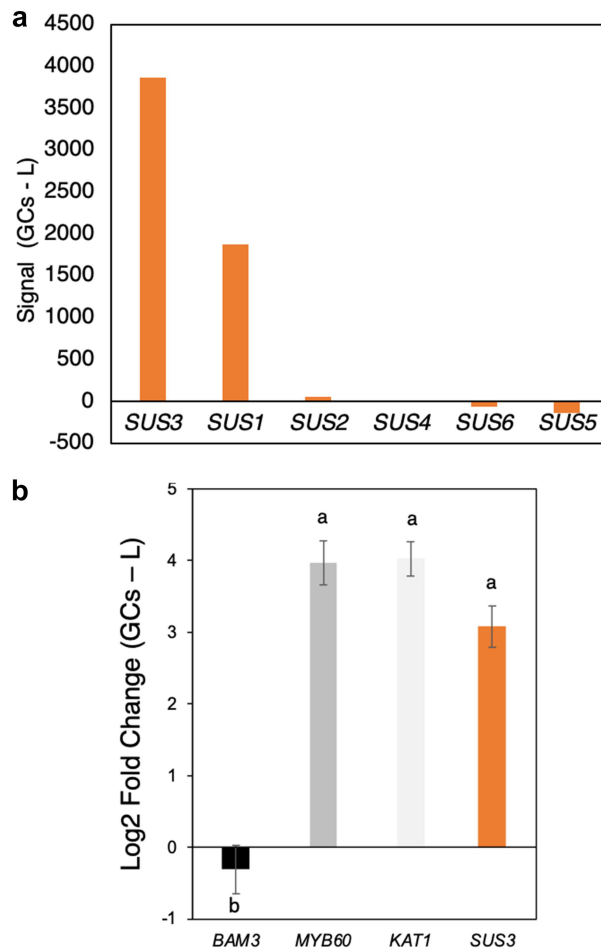 a
4500
4000
3500
3000
2500
2000
1500
1000
500
0
-500
Signal (GCs - L)
SUS3 SUS1 SUS2 SUS4 SUS6 SUS5
b
5
4
3
2
1
0
-1
Log2 Fold Change (GCs – L)
a a a
b
BAM3 MYB60 KAT1 SUS3